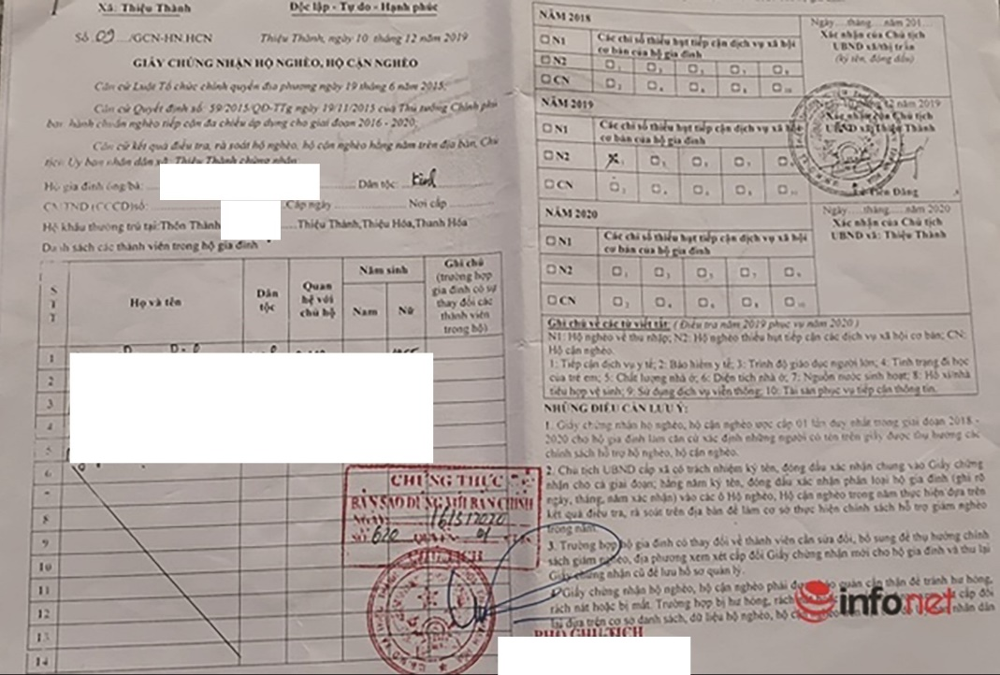 Xã: Thiệu Thành
Độc lập - Tự do - Hạnh phúc
Số 09 /GCN-HN.HCN
Thiệu Thành, ngày 10 tháng 12 năm 2019
GIẤY CHỨNG NHẬN HỘ NGHÈO, HỘ CẬN NGHÈO
Căn cứ Luật Tổ chức chính quyền địa phương ngày 19 tháng 6 năm 2015;
Căn cứ Quyết định số: 59/2015/QĐ-TTg ngày 19/11/2015 của Thủ tướng Chính phủ
ban hành chuẩn nghèo tiếp cận đa chiều áp dụng cho giai đoạn 2016 - 2020;
Căn cứ kết quả điều tra, rà soát hộ nghèo, hộ cận nghèo hằng năm trên địa bàn, Chủ
tịch Ủy ban nhân dân xã: Thiệu Thành chứng nhận
Hộ gia đình ông/bà: Dân tộc: Kinh
CMTND (CCCD) số: Cấp ngày Nơi cấp
Hộ khẩu thường trú tại: Thôn Thành Thiệu Thành, Thiệu Hóa, Thanh Hóa
Danh sách các thành viên trong hộ gia đình
STT
Họ và tên
Dân tộc
Quan hệ với chủ hộ
Năm sinh
Nam
Nữ
Ghi chú
(trường hợp
gia đình có sự
thay đổi các
thành viên
trong hộ)
1
2
3
4
5
6
7
8
9
10
11
12
13
14
CHỨNG THỰC
BẢN SAO ĐÚNG VỚI BẢN CHÍNH
NGÀY: 16/5/2020
SỐ 620 QUYỂN 01
CHỦ TỊCH
PHÓ CHỦ TỊCH
NĂM 2018
Ngày.....tháng..... năm 201....
Xác nhận của Chủ tịch
UBND xã/thị trấn
(ký tên, đóng dấu)
☐ N1 Các chỉ số thiếu hụt tiếp cận dịch vụ xã hội
cơ bản của hộ gia đình
☐ N2 ☐ 1 ☐ 3 ☐ 5 ☐ 7 ☐ 9
☐ CN ☐ 2 ☐ 4 ☐ 6 ☐ 8 ☐ 10
NĂM 2019
12 năm 2019
Xác nhận của Chủ tịch
UBND xã: Thiệu Thành
☐ N1 Các chỉ số thiếu hụt tiếp cận dịch vụ xã hội
cơ bản của hộ gia đình
☐ N2 x 1 ☐ 3 ☐ 5 ☐ 7 ☐ 9
☐ CN ☐ 2 ☐ 4 ☐ 6 ☐ 8 ☐ 10
NĂM 2020
Ngày.....tháng.....năm 2020
Xác nhận của Chủ tịch
UBND xã: Thiệu Thành
☐ N1 Các chỉ số thiếu hụt tiếp cận dịch vụ xã hội
cơ bản của hộ gia đình
☐ N2 ☐ 1 ☐ 3 ☐ 5 ☐ 7 ☐ 9
☐ CN ☐ 2 ☐ 4 ☐ 6 ☐ 8 ☐ 10
Ghi chú về các từ viết tắt: (Điều tra năm 2019 phục vụ năm 2020)
N1: Hộ nghèo về thu nhập; N2: Hộ nghèo thiếu hụt tiếp cận các dịch vụ xã hội cơ bản; CN:
Hộ cận nghèo.
1: Tiếp cận dịch vụ y tế; 2: Bảo hiểm y tế; 3: Trình độ giáo dục người lớn; 4: Tình trạng đi học
của trẻ em; 5: Chất lượng nhà ở; 6: Diện tích nhà ở; 7: Nguồn nước sinh hoạt; 8: Hố xí/nhà
tiêu hợp vệ sinh; 9: Sử dụng dịch vụ viễn thông; 10: Tài sản phục vụ tiếp cận thông tin.
NHỮNG ĐIỀU CẦN LƯU Ý:
1. Giấy chứng nhận hộ nghèo, hộ cận nghèo được cấp 01 lần duy nhất trong giai đoạn 2018 -
2020 cho hộ gia đình làm căn cứ xác định những người có tên trên giấy được thụ hưởng các
chính sách hỗ trợ hộ nghèo, hộ cận nghèo.
2. Chủ tịch UBND cấp xã có trách nhiệm ký tên, đóng dấu xác nhận chung vào Giấy chứng
nhận cho cả giai đoạn; hằng năm ký tên, đóng dấu xác nhận phân loại hộ gia đình (ghi rõ
ngày, tháng, năm xác nhận) vào các ô Hộ nghèo, Hộ cận nghèo trong năm thực hiện dựa trên
kết quả điều tra, rà soát trên địa bàn để làm cơ sở thực hiện chính sách hỗ trợ giảm nghèo
trong năm.
3. Trường hợp hộ gia đình có thay đổi về thành viên cần sửa đổi, bổ sung để thụ hưởng chính
sách giảm nghèo, địa phương xem xét cấp đổi Giấy chứng nhận mới cho hộ gia đình và thu lại
Giấy chứng nhận cũ để lưu hồ sơ quản lý.
4. Giấy chứng nhận hộ nghèo, hộ cận nghèo phải được bảo quản cẩn thận để tránh hư hỏng,
rách nát hoặc bị mất. Trường hợp bị hư hỏng, rách cấp đổi
lại dựa trên cơ sở danh sách, dữ liệu hộ nghèo, hộ cận nghèo nhân dân
infonet